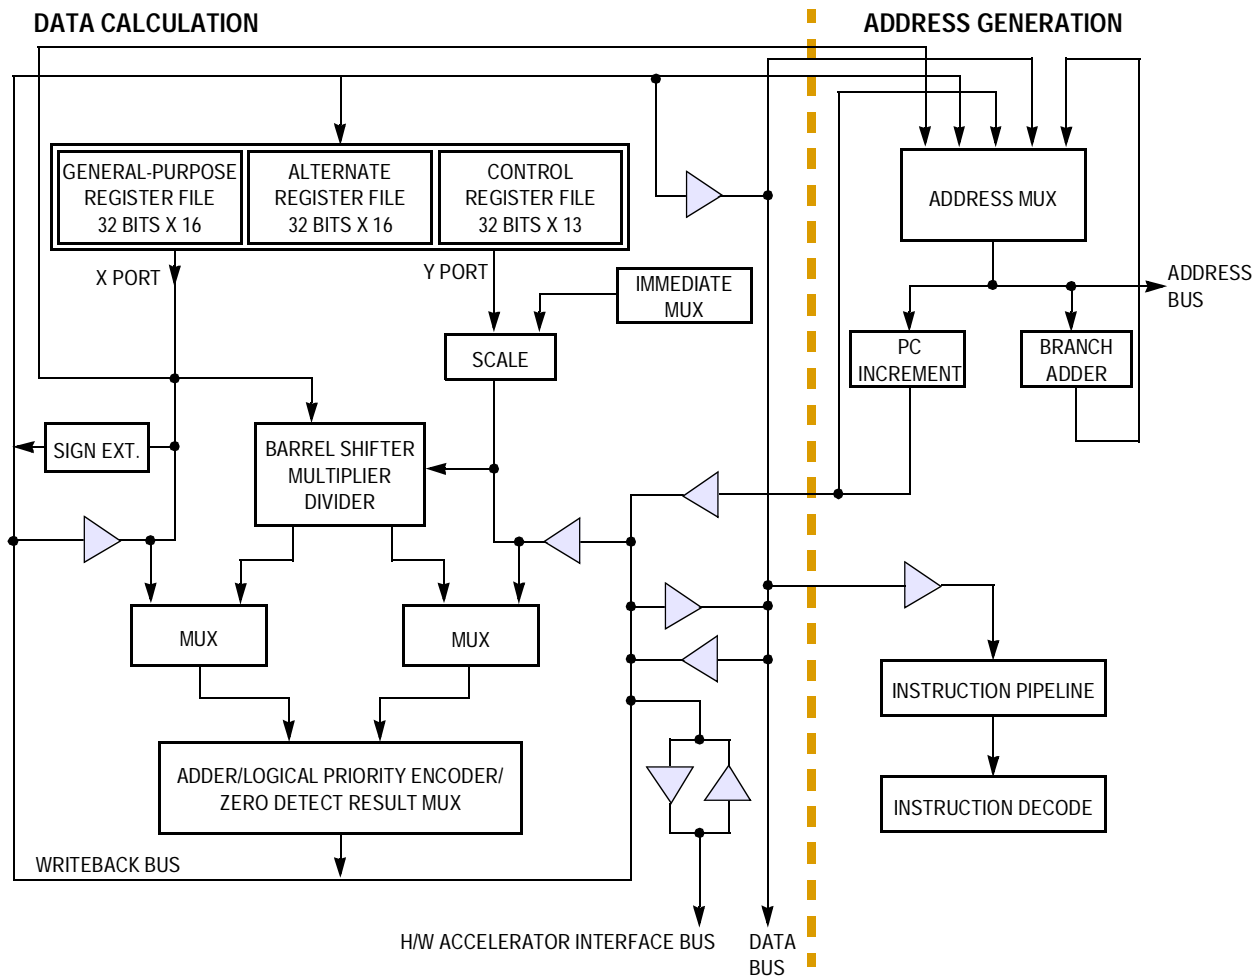 DATA CALCULATION
ADDRESS GENERATION
GENERAL-PURPOSE
REGISTER FILE
32 BITS X 16
ALTERNATE
REGISTER FILE
32 BITS X 16
CONTROL
REGISTER FILE
32 BITS X 13
ADDRESS MUX
X PORT
Y PORT
IMMEDIATE
MUX
ADDRESS
BUS
SCALE
PC
INCREMENT
BRANCH
ADDER
SIGN EXT.
BARREL SHIFTER
MULTIPLIER
DIVIDER
MUX
MUX
INSTRUCTION PIPELINE
ADDER/LOGICAL PRIORITY ENCODER/
ZERO DETECT RESULT MUX
INSTRUCTION DECODE
WRITEBACK BUS
H/W ACCELERATOR INTERFACE BUS
DATA
BUS